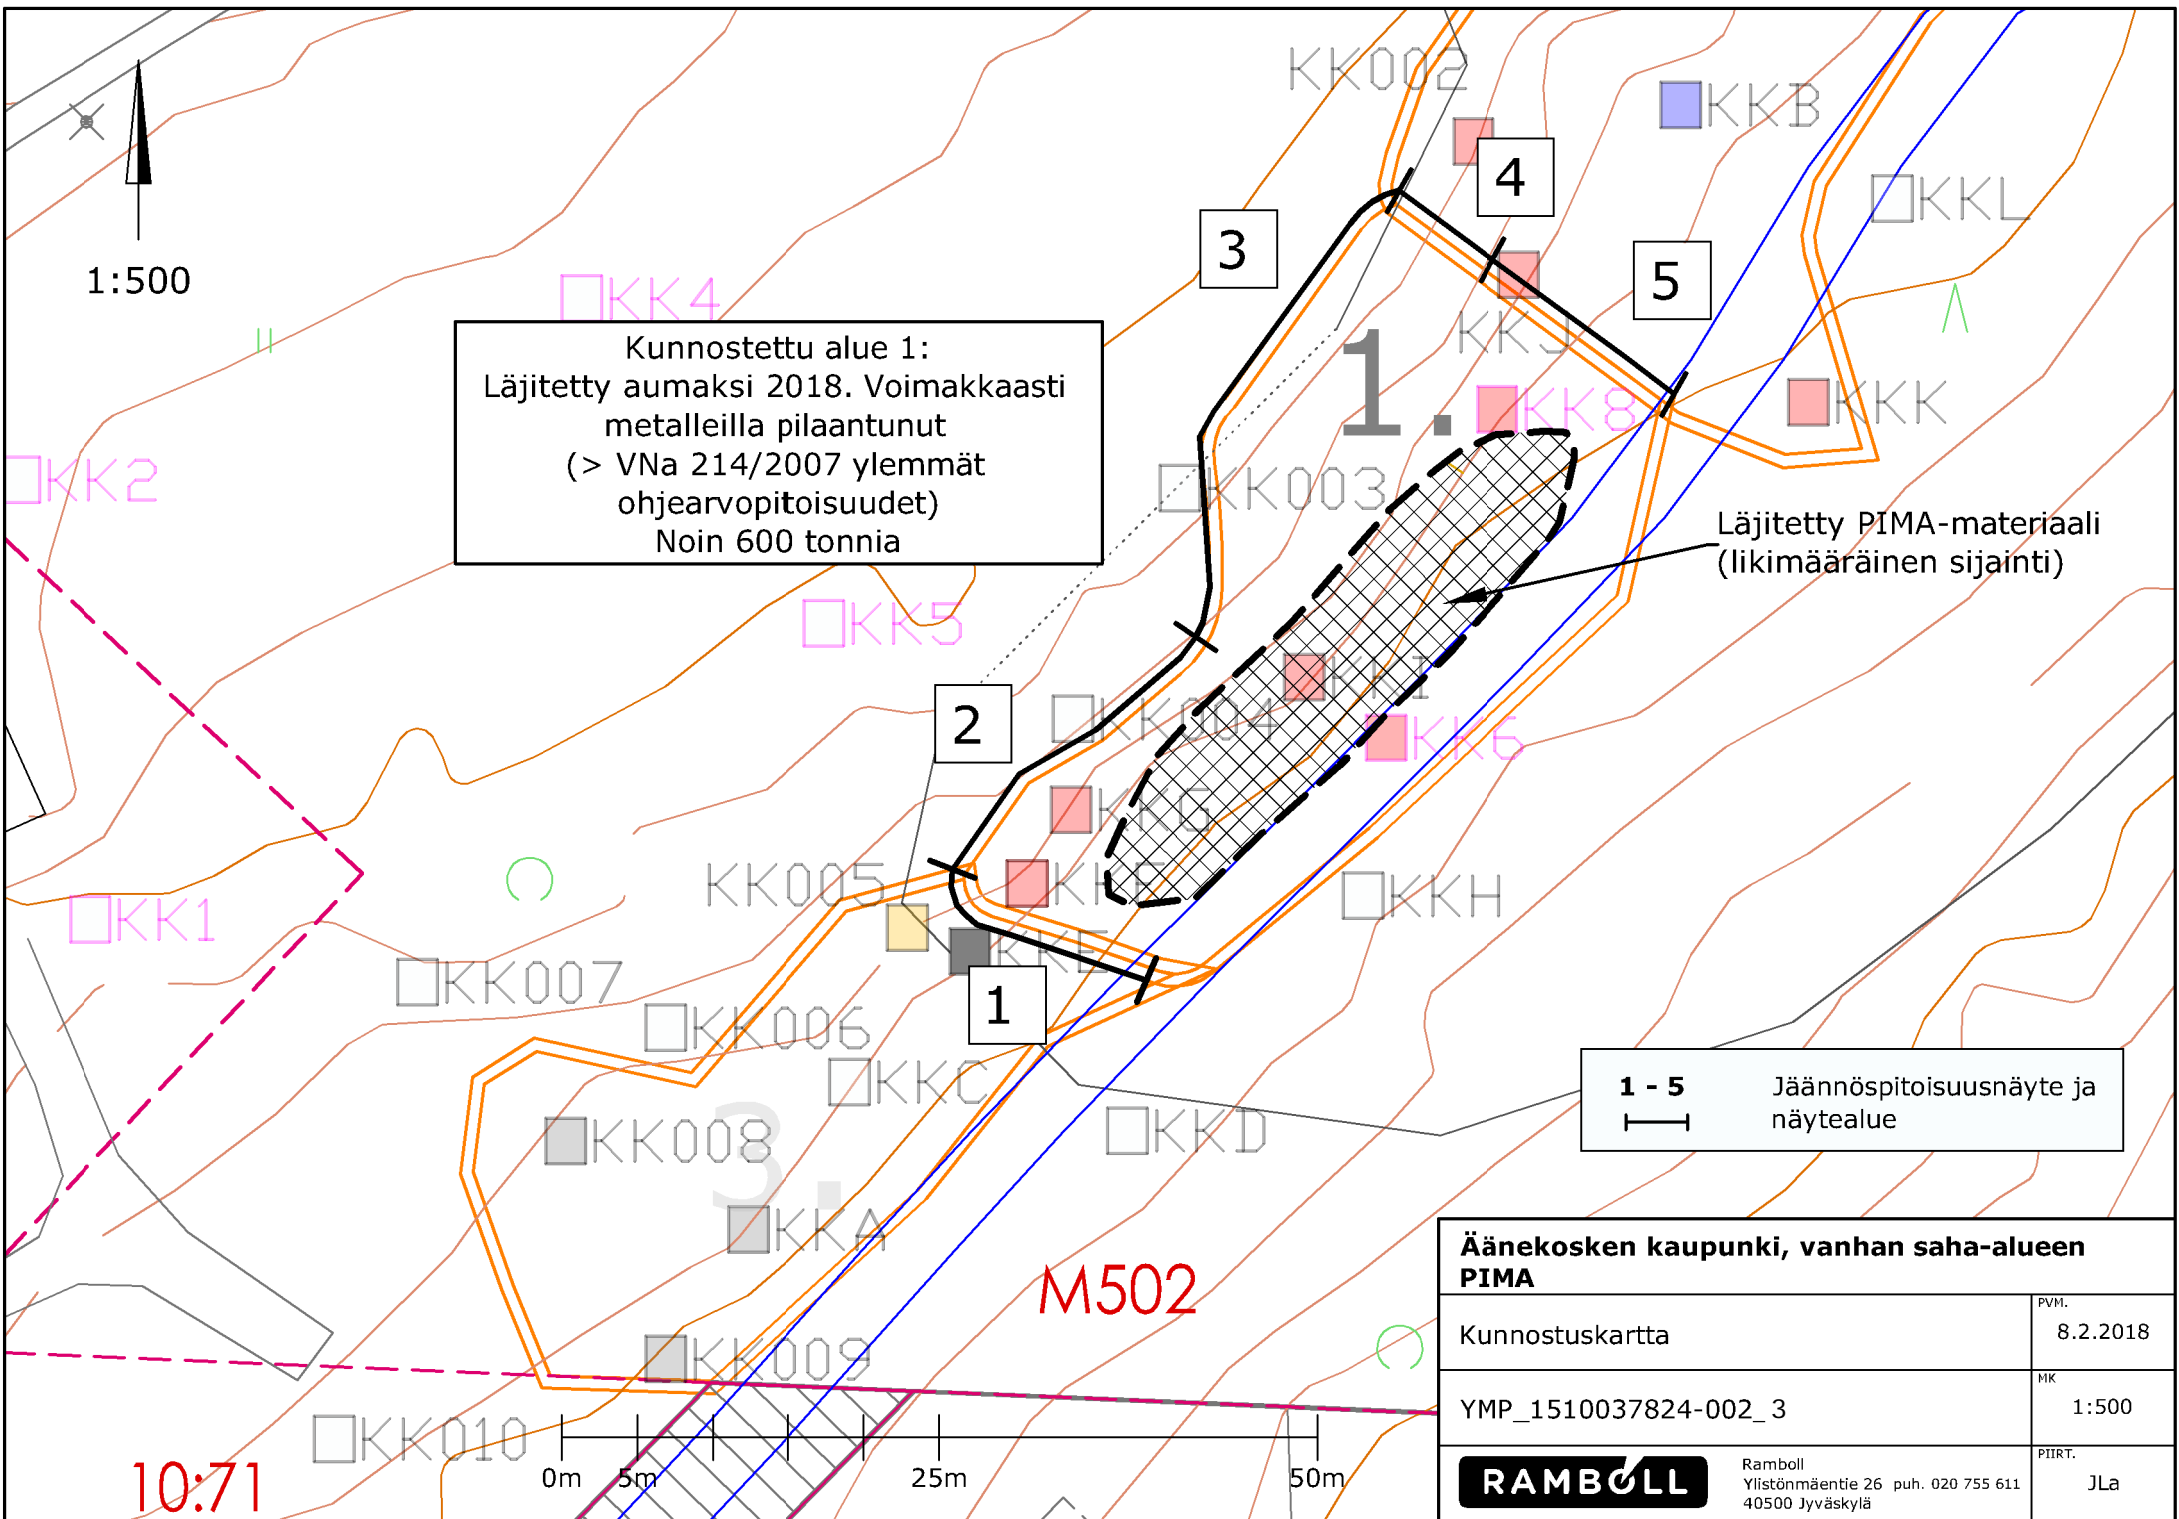 KK002
KKB
4
KKL
3
1:500
KK4
5
Kunnostettu alue 1:
Läjitetty aumaksi 2018. Voimakkaasti
metalleilla pilaantunut
(> VNa 214/2007 ylemmät
ohjearvopitoisuudet)
Noin 600 tonnia
KKJ
1.
KK8
KKK
KK2
KK003
Läjitetty PIMA-materiaali
(likimääräinen sijainti)
KK5
KKI
2
KK004
KK6
KKG
KK005
KKF
KKH
KK1
KKE
KK007
1
KK006
KKC
1 - 5
Jäännöspitoisuusnäyte ja
näytealue
KK008
KKD
3.
KKA
M502
KK009
KK010
10:71
0m
5m
25m
50m
Äänekosken kaupunki, vanhan saha-alueen
PIMA
Kunnostuskartta
PVM.
8.2.2018
YMP_1510037824-002_3
MK
1:500
RAMBOLL
Ramboll
Ylistönmäentie 26 puh. 020 755 611
40500 Jyväskylä
PIIRT.
JLa